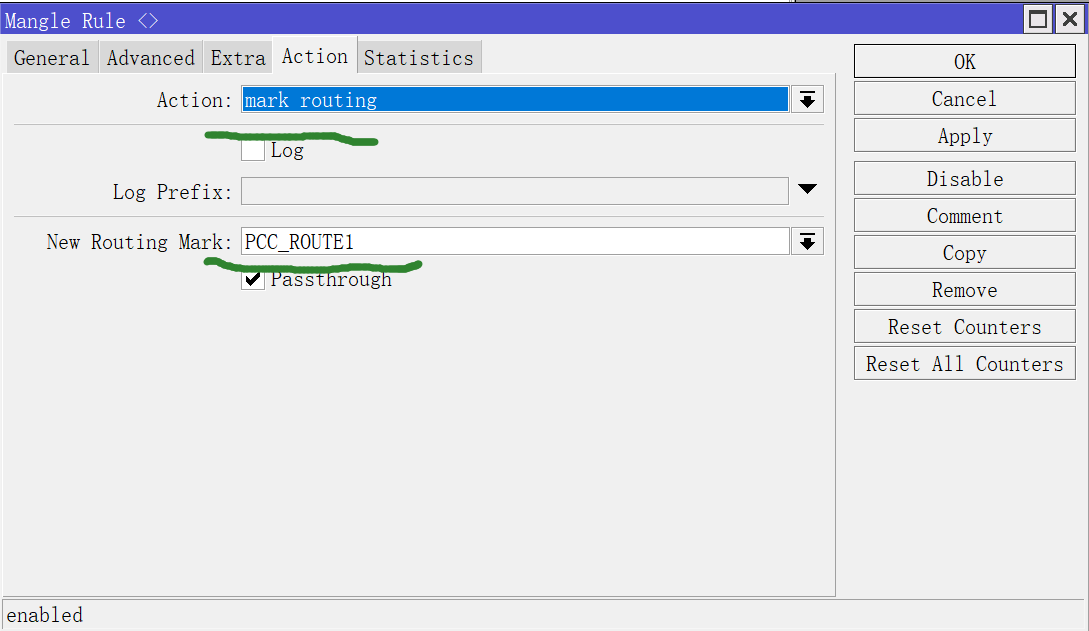 Mangle Rule <>
General Advanced Extra Action Statistics
Action: mark routing
Log
Log Prefix:
New Routing Mark: PCC_ROUTE1
Passthrough
OK
Cancel
Apply
Disable
Comment
Copy
Remove
Reset Counters
Reset All Counters
enabled